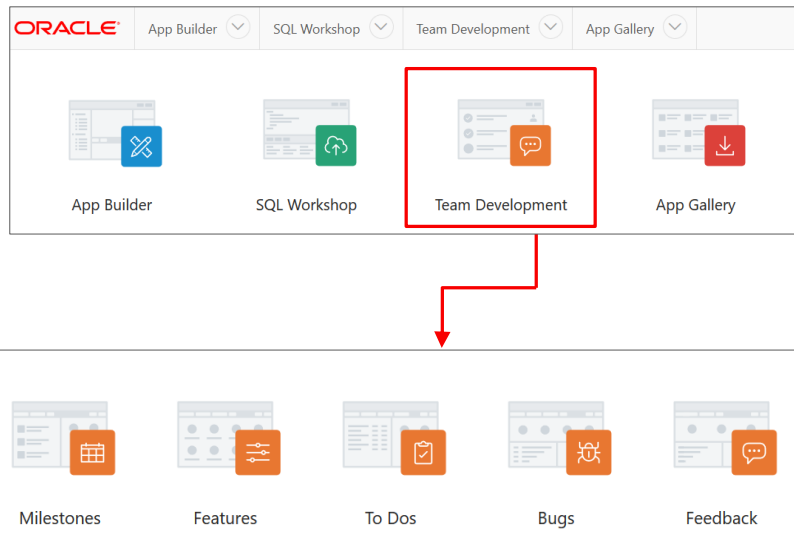 ORACLE App Builder SQL Workshop Team Development App Gallery
App Builder SQL Workshop Team Development App Gallery
Milestones Features To Dos Bugs Feedback